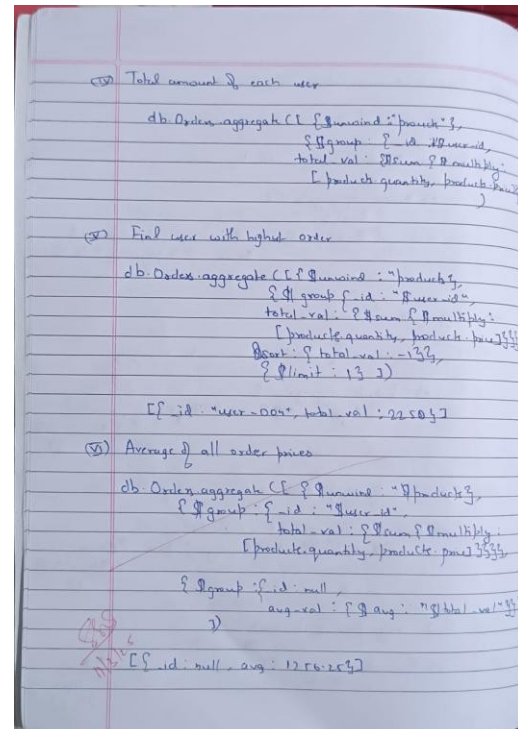 (IV) Total amount of each user
db.Orders.aggregate([{$unwind:"products"},
{$group: {_id: "$user_id,
total_val: {$sum{$multiply:
[product.quantity, product.price]
)
(V) Find user with highest order
db.Orders.aggregate([{$unwind: "products},
{$group {_id: "$user_id",
total_val: {$sum{$multiply:
[products.quantity, product.price]}}}
$sort: {total_val: -1}},
{$limit: 1} ])
[{_id: "user_004", total_val: 2250}]
(VI) Average of all order prices
db.Orders.aggregate([{$unwind: "$products},
{$group: {_id: "$user_id",
total_val: {$sum{$multiply:
[products.quantity, products.price]}}}},
{$group:{_id: null,
avg_val: {$avg: "$total_val"}}
])
[{_id: null, avg: 1256.25}]